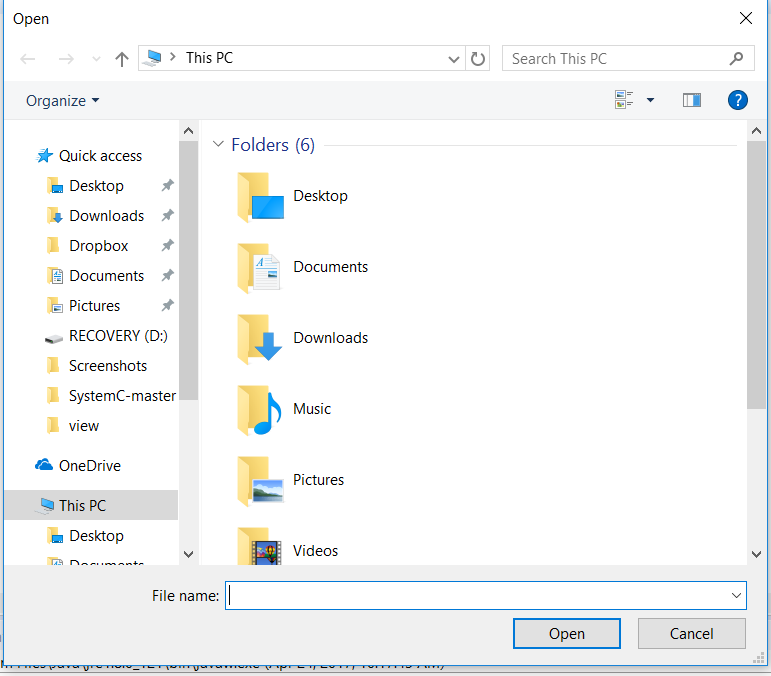 Open
This PC
Search This PC
Organize
?
Quick access
Desktop
Downloads
Dropbox
Documents
Pictures
RECOVERY (D:)
Screenshots
SystemC-master
view
OneDrive
This PC
Desktop
Documents
Folders (6)
Desktop
Documents
Downloads
Music
Pictures
Videos
File name:
Open
Cancel